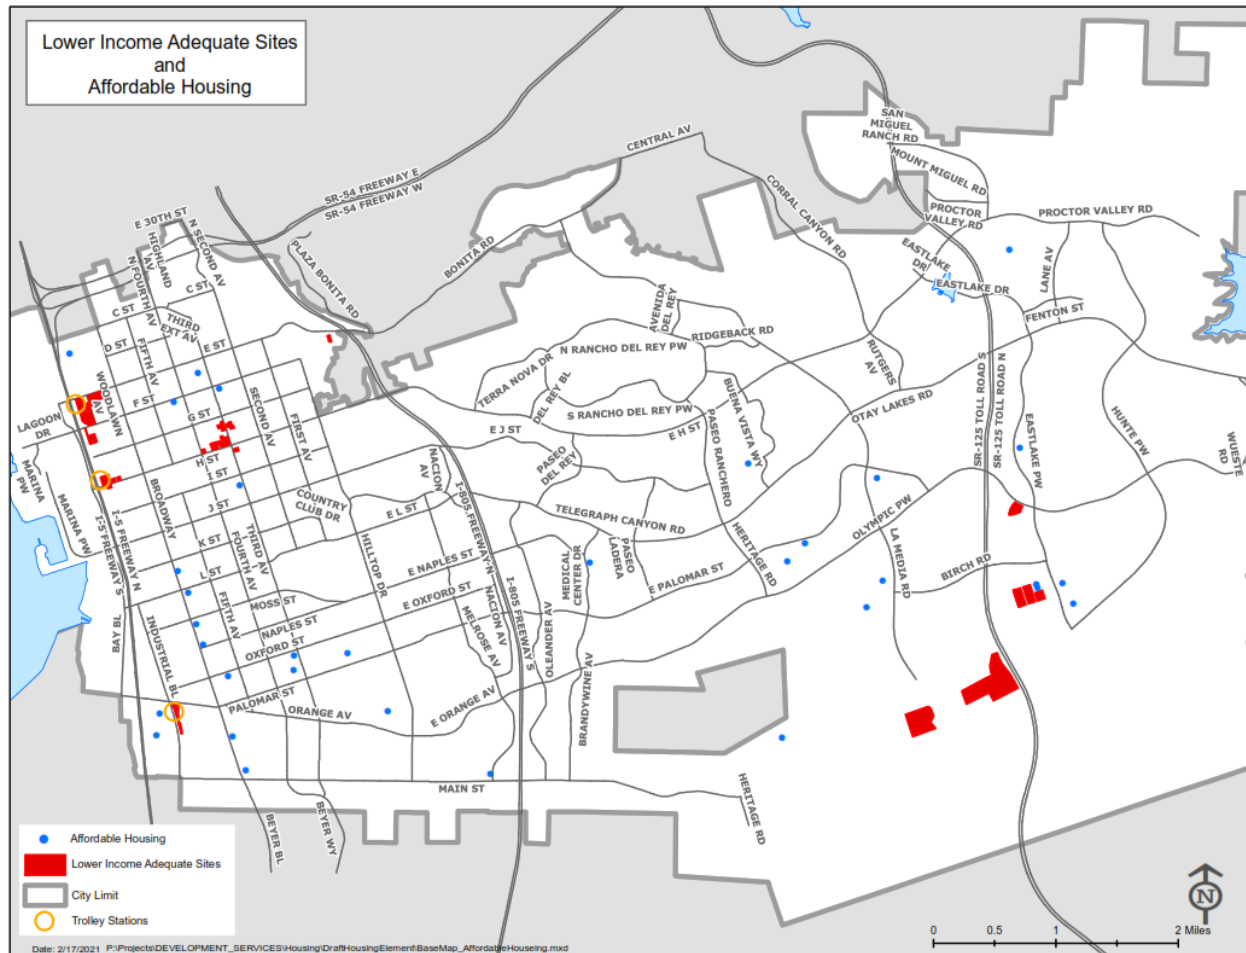 Lower Income Adequate Sites
and
Affordable Housing
SAN
MIGUEL
RANCH RD
MOUNT MIGUEL RD
CENTRAL AV
CORRAL CANYON RD
PROCTOR
VALLEY RD
PROCTOR VALLEY RD
SR-54 FREEWAY E
SR-54 FREEWAY W
E 30TH ST
N SECOND AV
HIGHLAND
AV
N FOURTH AV
PLAZA BONITA RD
BONITA RD
EASTLAKE
DR
EASTLAKE DR
LANE AV
FENTON ST
C ST
THIRD
EXT AV
D ST
E ST
FIFTH AV
F ST
WOODLAWN
AV
G ST
SECOND AV
FIRST AV
LAGOON
DR
MARINA
PW
MARINA PW
H ST
I ST
J ST
BROADWAY
COUNTRY
CLUB DR
K ST
L ST
THIRD AV
FOURTH AV
FIFTH AV
MOSS ST
NAPLES ST
OXFORD ST
PALOMAR ST
ORANGE AV
I-5 FREEWAY N
I-5 FREEWAY S
BAY BL
INDUSTRIAL BL
HILLTOP DR
AVENIDA
DEL REY
RIDGEBACK RD
N RANCHO DEL REY PW
TERRA NOVA DR
DEL REY BL
S RANCHO DEL REY PW
E J ST
E H ST
PASEO
DEL REY
BUENA VISTA WY
PASEO RANCHERO
RUTGERS
AV
OTAY LAKES RD
NACION
AV
I-805 FREEWAY N
I-805 FREEWAY S
E L ST
TELEGRAPH CANYON RD
MEDICAL
CENTER DR
PASEO
LADERA
E NAPLES ST
E OXFORD ST
E PALOMAR ST
HERITAGE RD
OLYMPIC PW
LA MEDIA RD
BIRCH RD
SR-125 TOLL ROAD S
SR-125 TOLL ROAD N
EASTLAKE PW
HUNTE PW
WUESTE
RD
MELROSE AV
NACION AV
OLEANDER AV
BRANDYWINE AV
E ORANGE AV
MAIN ST
HERITAGE RD
BEYER BL
BEYER WY
Affordable Housing
Lower Income Adequate Sites
City Limit
Trolley Stations
N
0 0.5 1 2 Miles
Date: 2/17/2021 P:\Projects\DEVELOPMENT_SERVICES\Housing\DraftHousingElement\BaseMap_AffordableHouseing.mxd